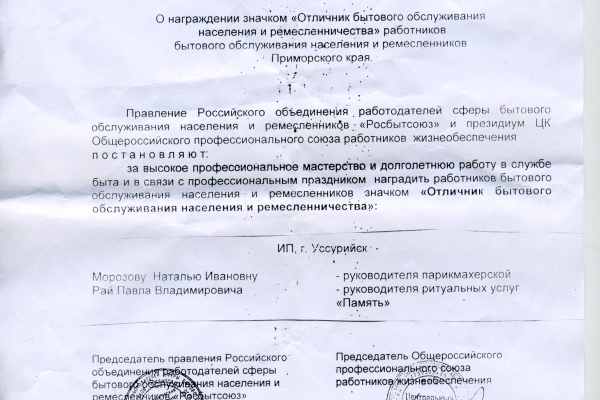 О награждении значком «Отличник бытового обслуживания
населения и ремесленничества» работников
бытового обслуживания населения и ремесленников
Приморского края.
Правление Российского объединения работодателей сферы бытового
обслуживания населения и ремесленников «Росбытсоюз» и президиум ЦК
Общероссийского профессионального союза работников жизнеобеспечения
постановляют:
за высокое профессиональное мастерство и долголетнюю работу в службе
быта и в связи с профессиональным праздником наградить работников бытового
обслуживания населения и ремесленников значком «Отличник бытового
обслуживания населения и ремесленничества»:
ИП, г. Уссурийск
Морозову Наталью Ивановну - руководителя парикмахерской
Рай Павла Владимировича - руководителя ритуальных услуг
«Память»
Председатель правления Российского
объединения работодателей сферы
бытового обслуживания населения и
ремесленников «Росбытсоюз»
Председатель Общероссийского
профессионального союза
работников жизнеобеспечения
Центральный